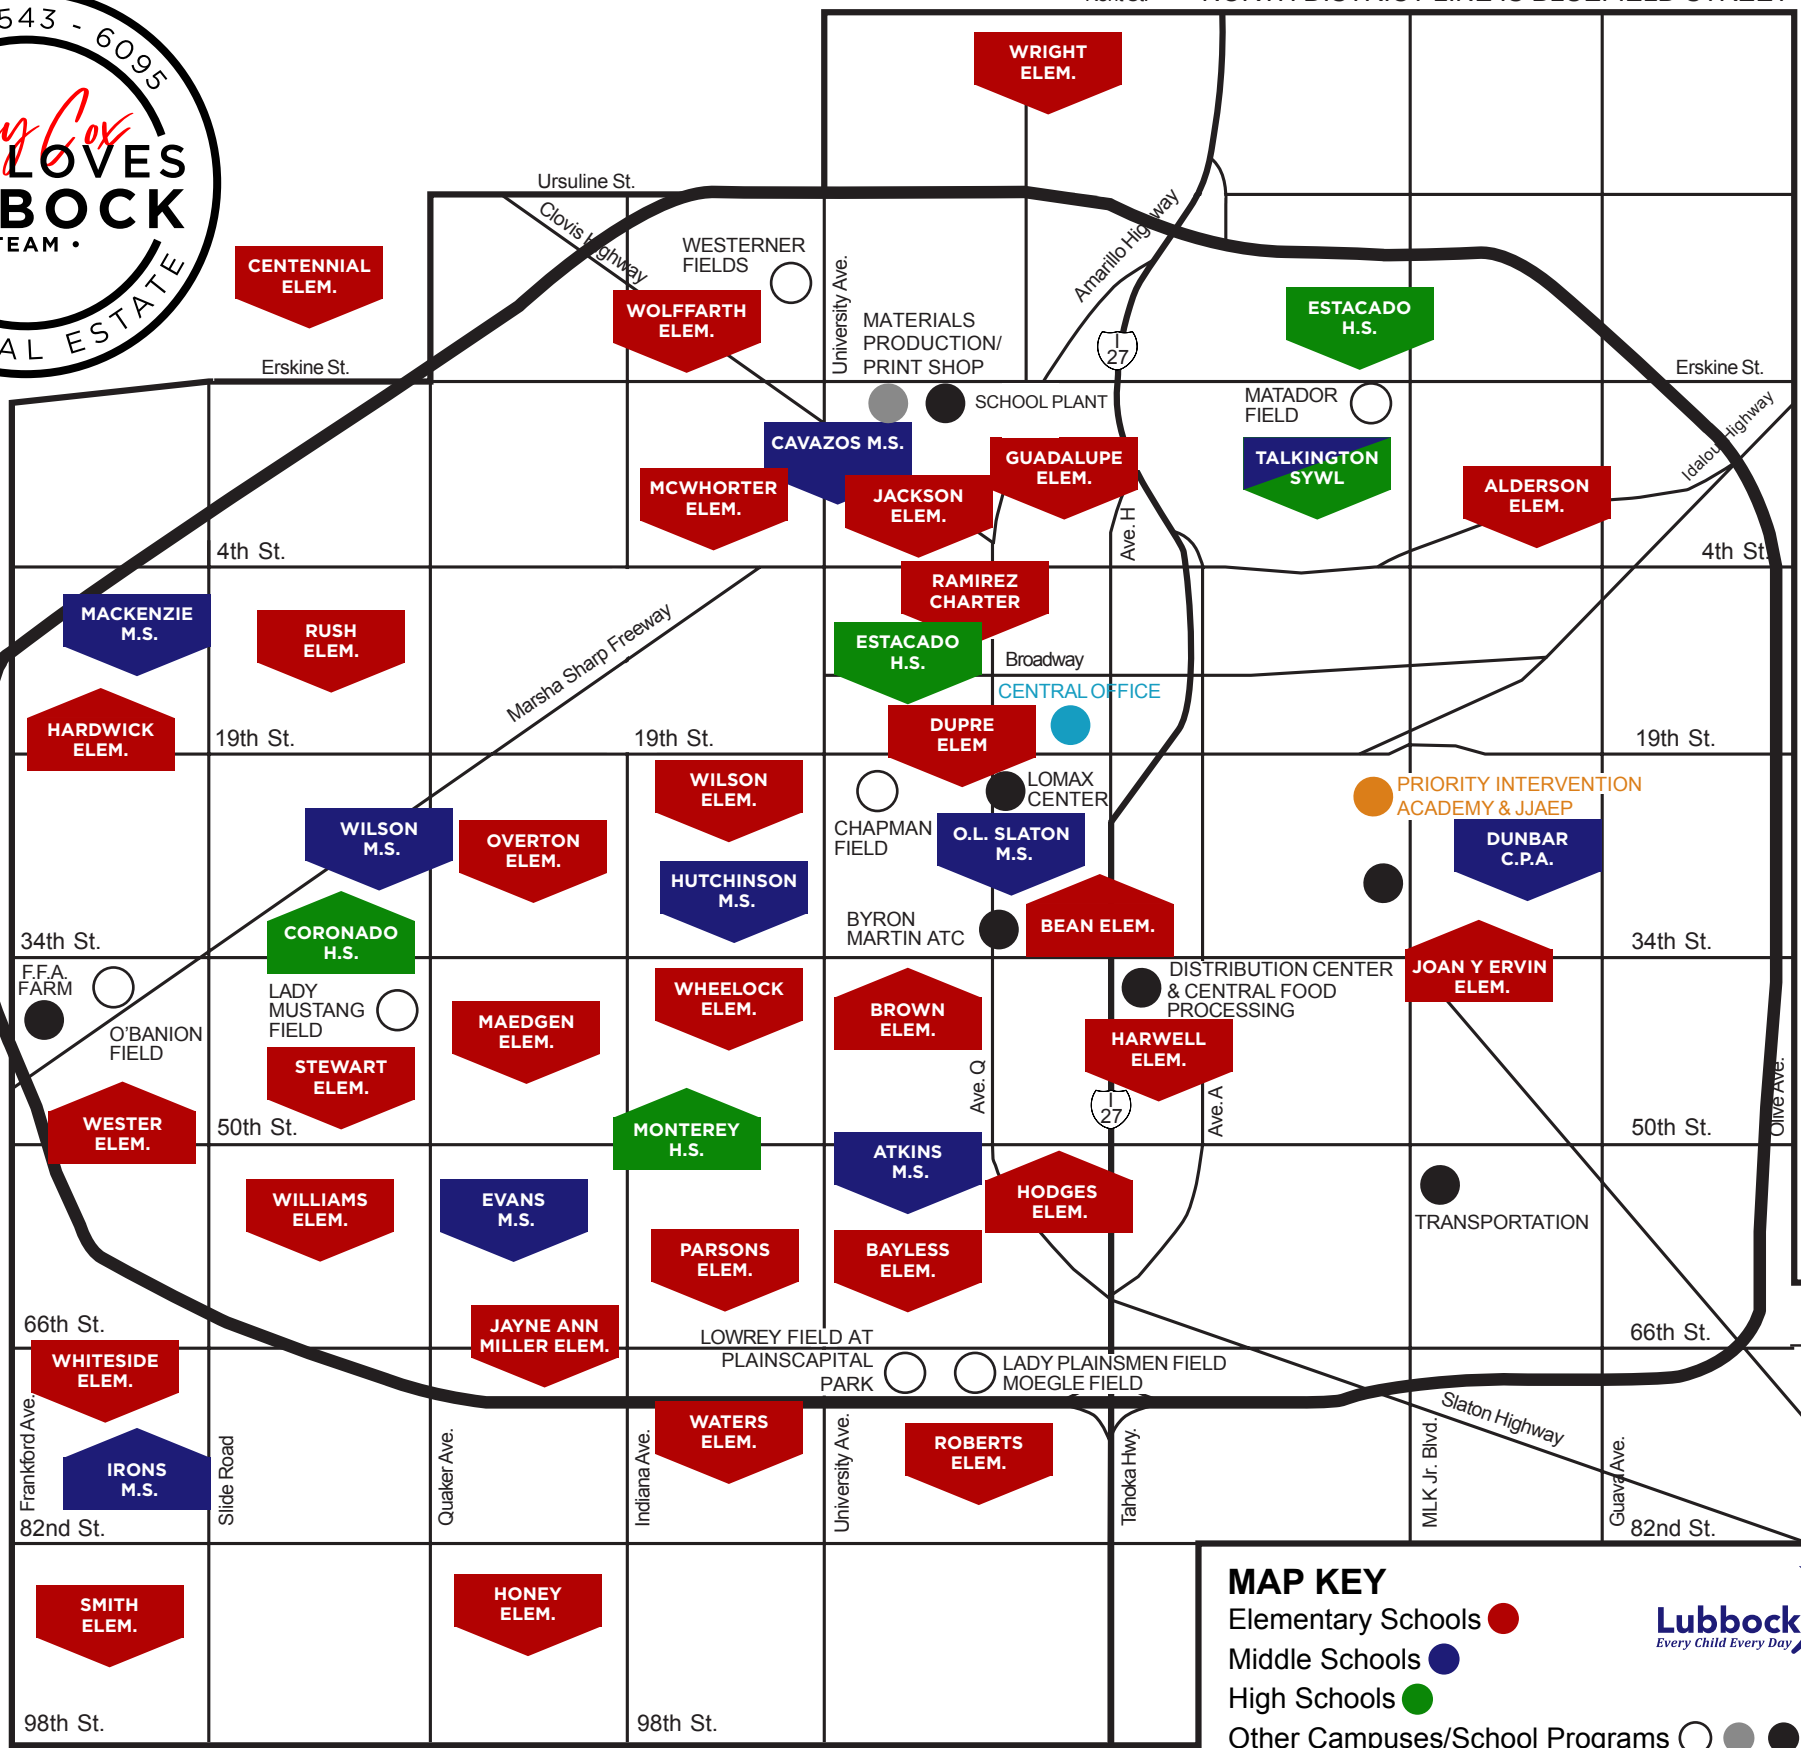 543 - 6095
LOVES
BOCK
TEAM •
AL ESTATE
WRIGHT
ELEM.
Ursuline St.
Clovis Highway
WESTERNER
FIELDS
University Ave.
Amarillo Highway
CENTENNIAL
ELEM.
WOLFFARTH
ELEM.
MATERIALS
PRODUCTION/
PRINT SHOP
I
27
ESTACADO
H.S.
Erskine St.
Erskine St.
SCHOOL PLANT
MATADOR
FIELD
Idalou Highway
CAVAZOS M.S.
GUADALUPE
ELEM.
TALKINGTON
SYWL
MCWHORTER
ELEM.
JACKSON
ELEM.
ALDERSON
ELEM.
Ave. H
4th St.
4th St.
MACKENZIE
M.S.
RUSH
ELEM.
Marsha Sharp Freeway
RAMIREZ
CHARTER
ESTACADO
H.S.
Broadway
CENTRAL OFFICE
HARDWICK
ELEM.
19th St.
19th St.
DUPRE
ELEM
19th St.
WILSON
ELEM.
LOMAX
CENTER
PRIORITY INTERVENTION
ACADEMY & JJAEP
WILSON
M.S.
OVERTON
ELEM.
CHAPMAN
FIELD
O.L. SLATON
M.S.
DUNBAR
C.P.A.
HUTCHINSON
M.S.
34th St.
CORONADO
H.S.
BYRON
MARTIN ATC
BEAN ELEM.
34th St.
F.F.A.
FARM
O'BANION
FIELD
LADY
MUSTANG
FIELD
MAEDGEN
ELEM.
WHEELOCK
ELEM.
BROWN
ELEM.
DISTRIBUTION CENTER
& CENTRAL FOOD
PROCESSING
JOAN Y ERVIN
ELEM.
HARWELL
ELEM.
STEWART
ELEM.
Ave. Q
I
27
Ave. A
Olive Ave.
WESTER
ELEM.
50th St.
MONTEREY
H.S.
ATKINS
M.S.
50th St.
WILLIAMS
ELEM.
EVANS
M.S.
HODGES
ELEM.
TRANSPORTATION
PARSONS
ELEM.
BAYLESS
ELEM.
66th St.
JAYNE ANN
MILLER ELEM.
LOWREY FIELD AT
PLAINSCAPITAL
PARK
LADY PLAINSMEN FIELD
MOEGLE FIELD
66th St.
WHITESIDE
ELEM.
Slaton Highway
WATERS
ELEM.
ROBERTS
ELEM.
Frankford Ave.
IRONS
M.S.
Slide Road
Quaker Ave.
Indiana Ave.
University Ave.
Tahoka Hwy.
MLK Jr. Blvd.
Guava Ave.
82nd St.
82nd St.
SMITH
ELEM.
HONEY
ELEM.
98th St.
98th St.
MAP KEY
Elementary Schools
Middle Schools
High Schools
Other Campuses/School Programs
Lubbock
Every Child Every Day